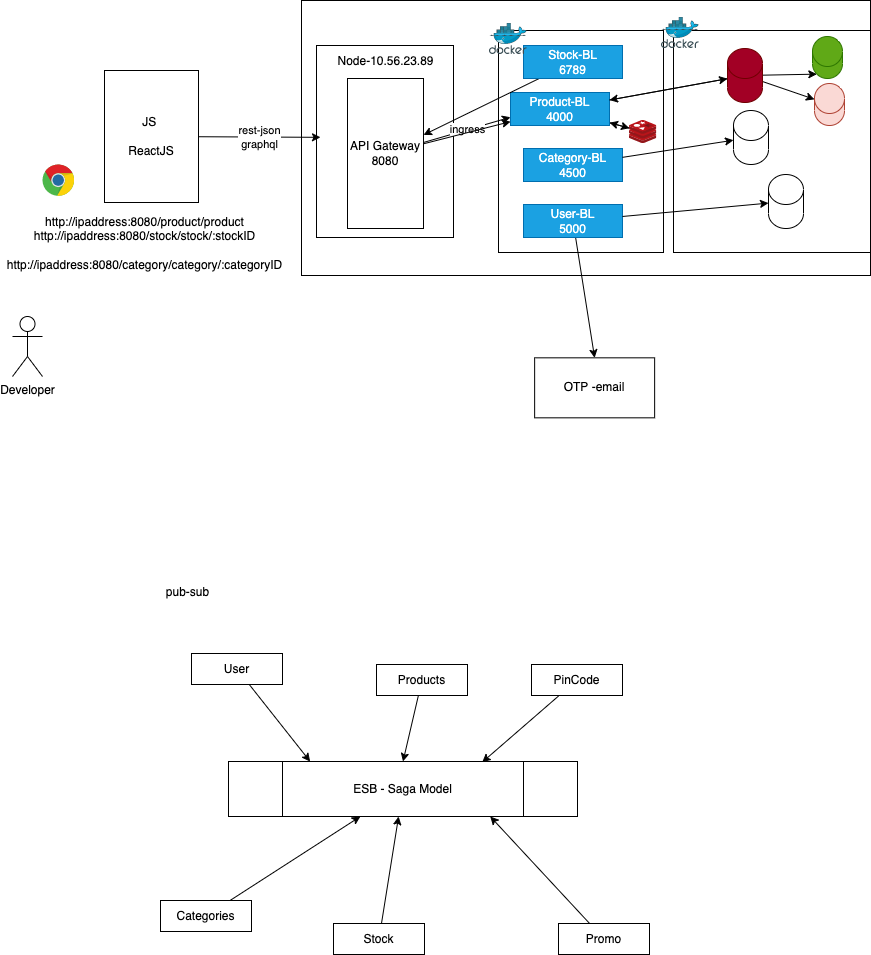 docker
docker
Node-10.56.23.89
Stock-BL
6789
JS
ReactJS
rest-json
graphql
API Gateway
8080
ingress
Product-BL
4000
Category-BL
4500
User-BL
5000
http://ipaddress:8080/product/product
http://ipaddress:8080/stock/stock/:stockID
http://ipaddress:8080/category/category/:categoryID
Developer
OTP -email
pub-sub
User
Products
PinCode
ESB - Saga Model
Categories
Stock
Promo